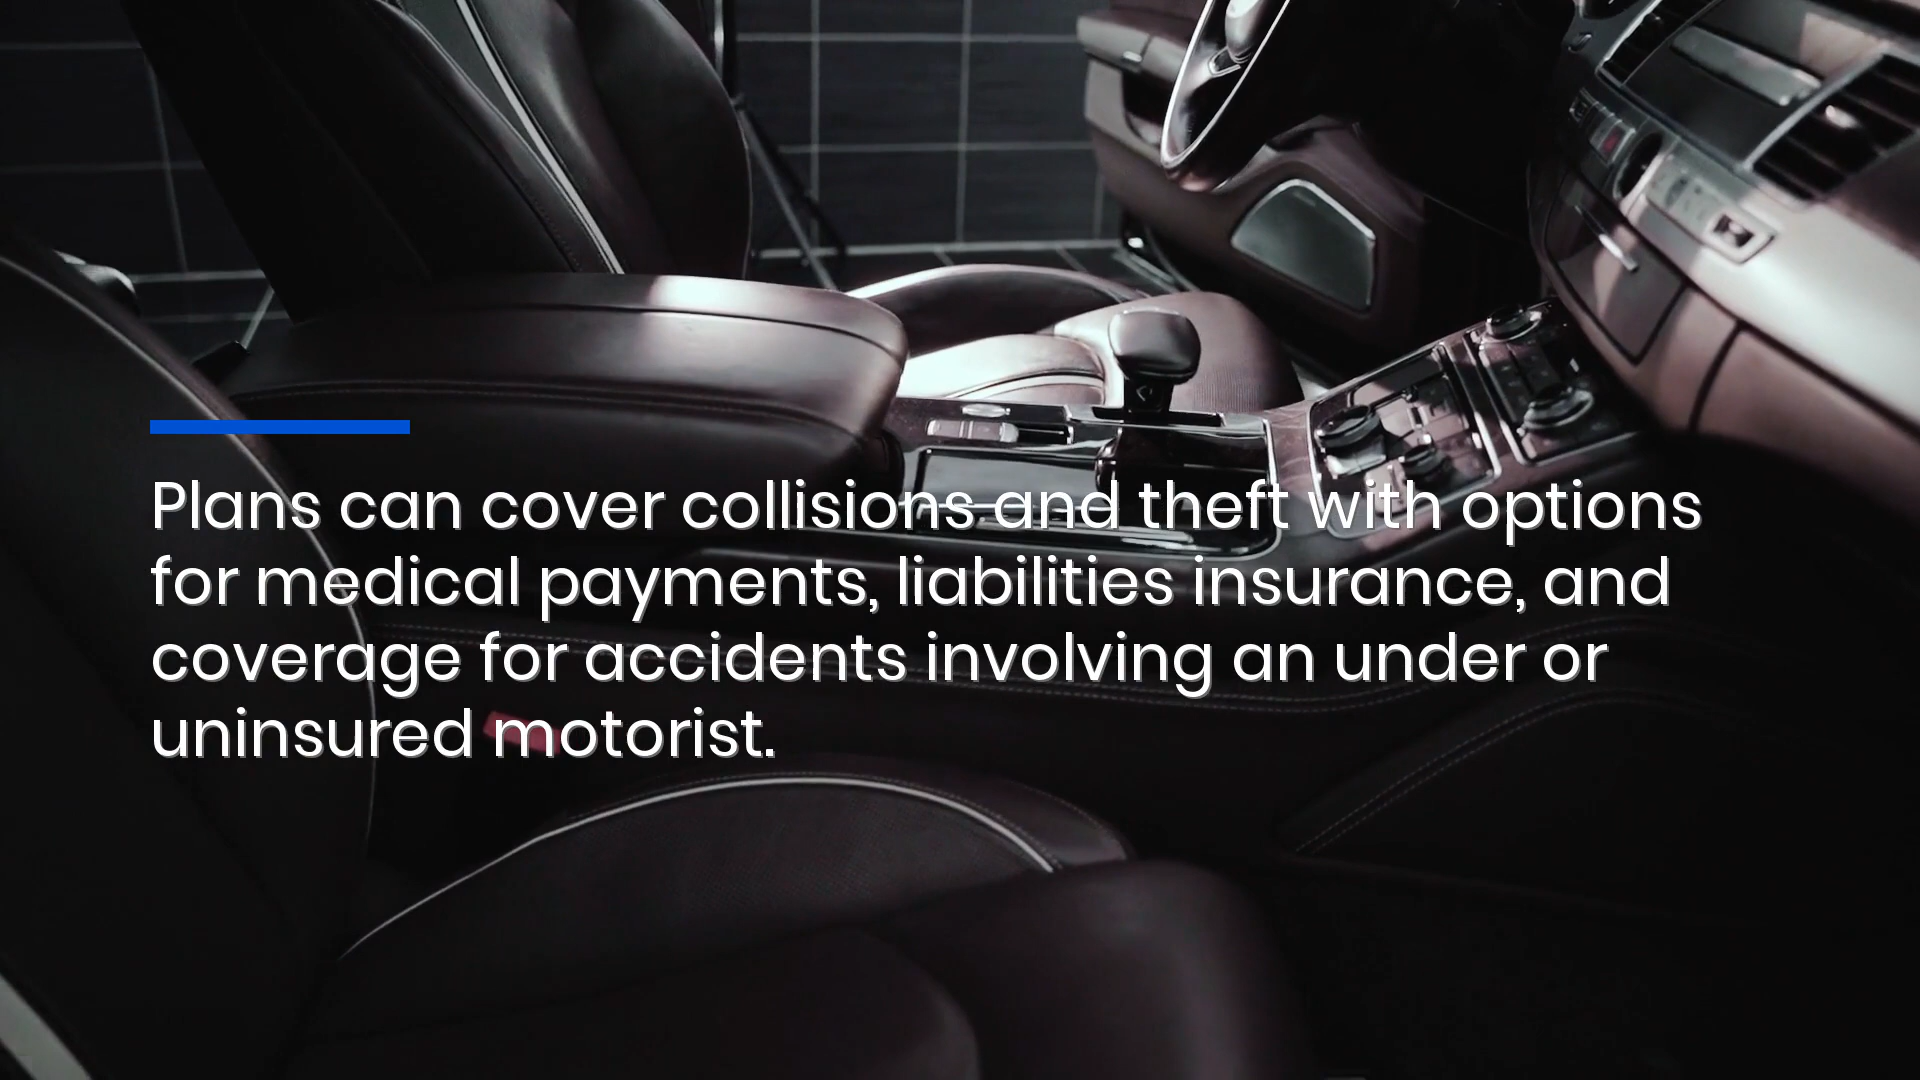 Plans can cover collisions and theft with options
for medical payments, liabilities insurance, and
coverage for accidents involving an under or
uninsured motorist.